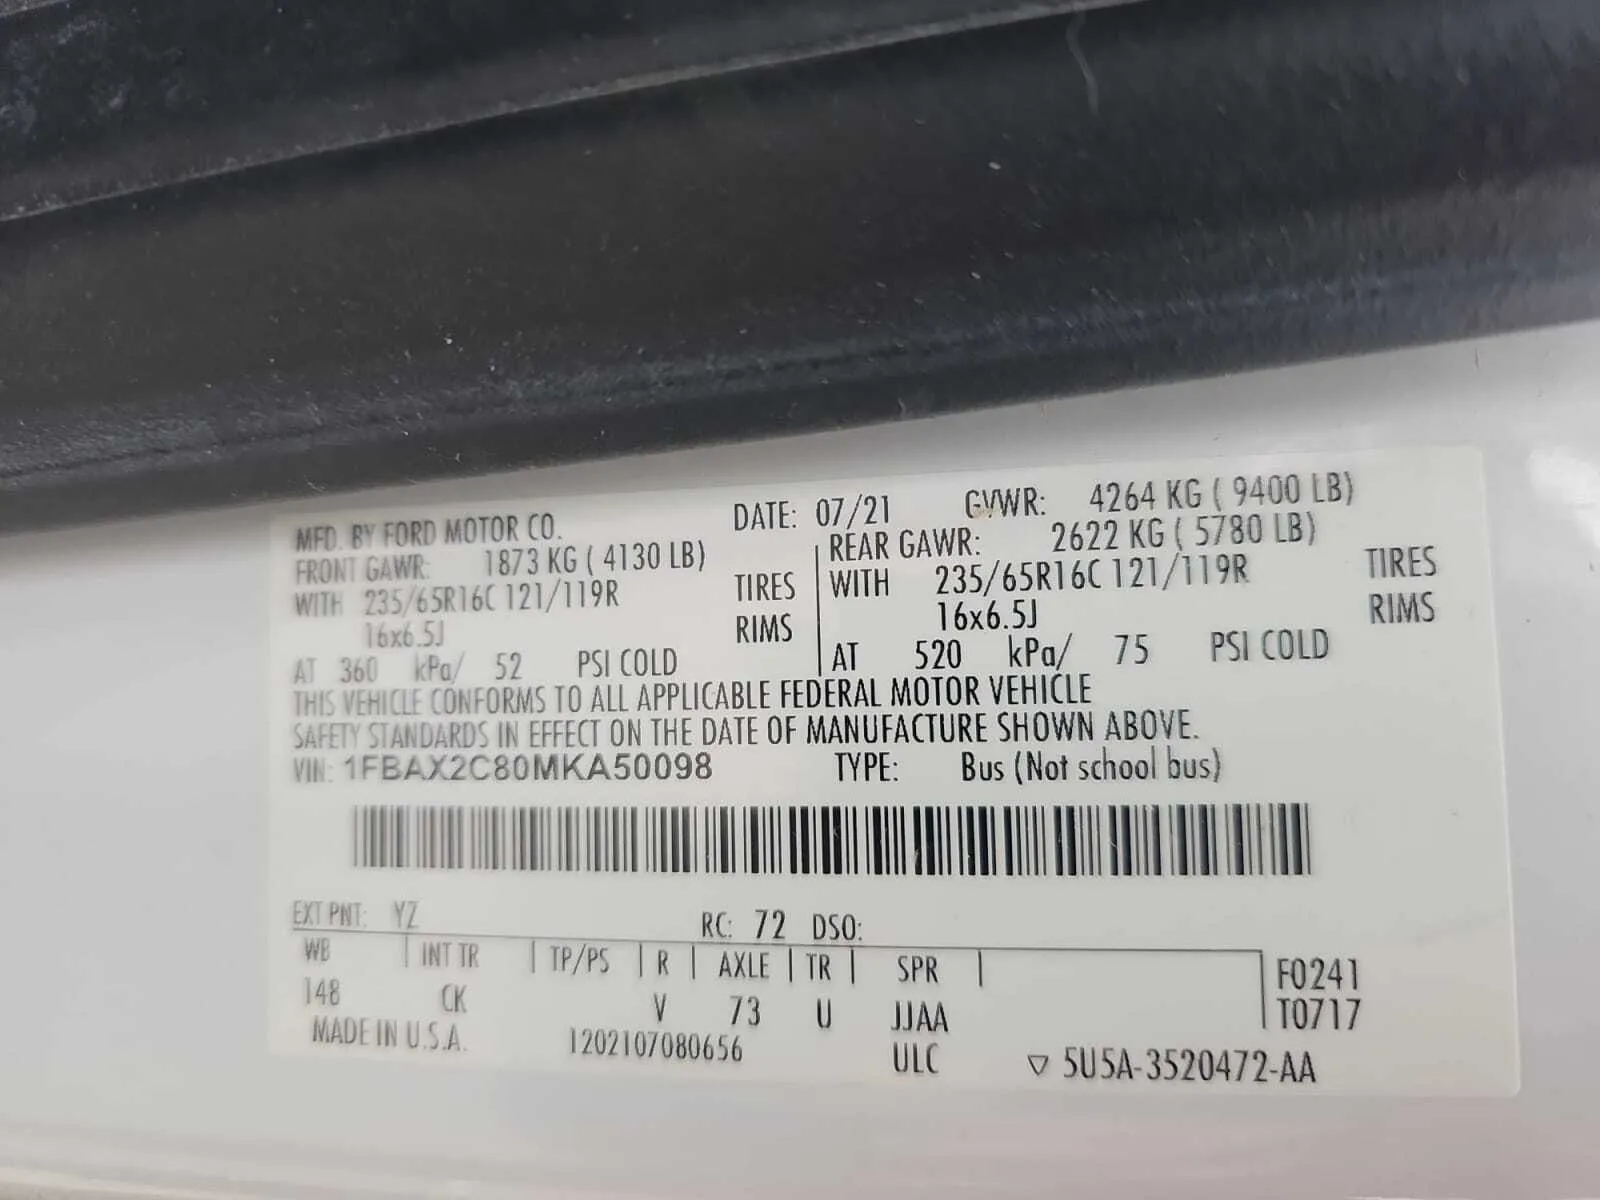 MFD. BY FORD MOTOR CO. DATE: 07/21 GVWR: 4264 KG ( 9400 LB)
FRONT GAWR: 1873 KG ( 4130 LB) REAR GAWR: 2622 KG ( 5780 LB)
WITH 235/65R16C 121/119R TIRES WITH 235/65R16C 121/119R TIRES
16x6.5J RIMS 16x6.5J RIMS
AT 360 kPa/ 52 PSI COLD AT 520 kPa/ 75 PSI COLD
THIS VEHICLE CONFORMS TO ALL APPLICABLE FEDERAL MOTOR VEHICLE
SAFETY STANDARDS IN EFFECT ON THE DATE OF MANUFACTURE SHOWN ABOVE.
VIN: 1FBAX2C80MKA50098 TYPE: Bus (Not school bus)
EXT PNT: YZ RC: 72 DSO:
WB INT TR TP/PS R AXLE TR SPR F0241
148 CK V 73 U JJAA T0717
MADE IN U.S.A. 1202107080656 ULC ▽ 5U5A-3520472-AA